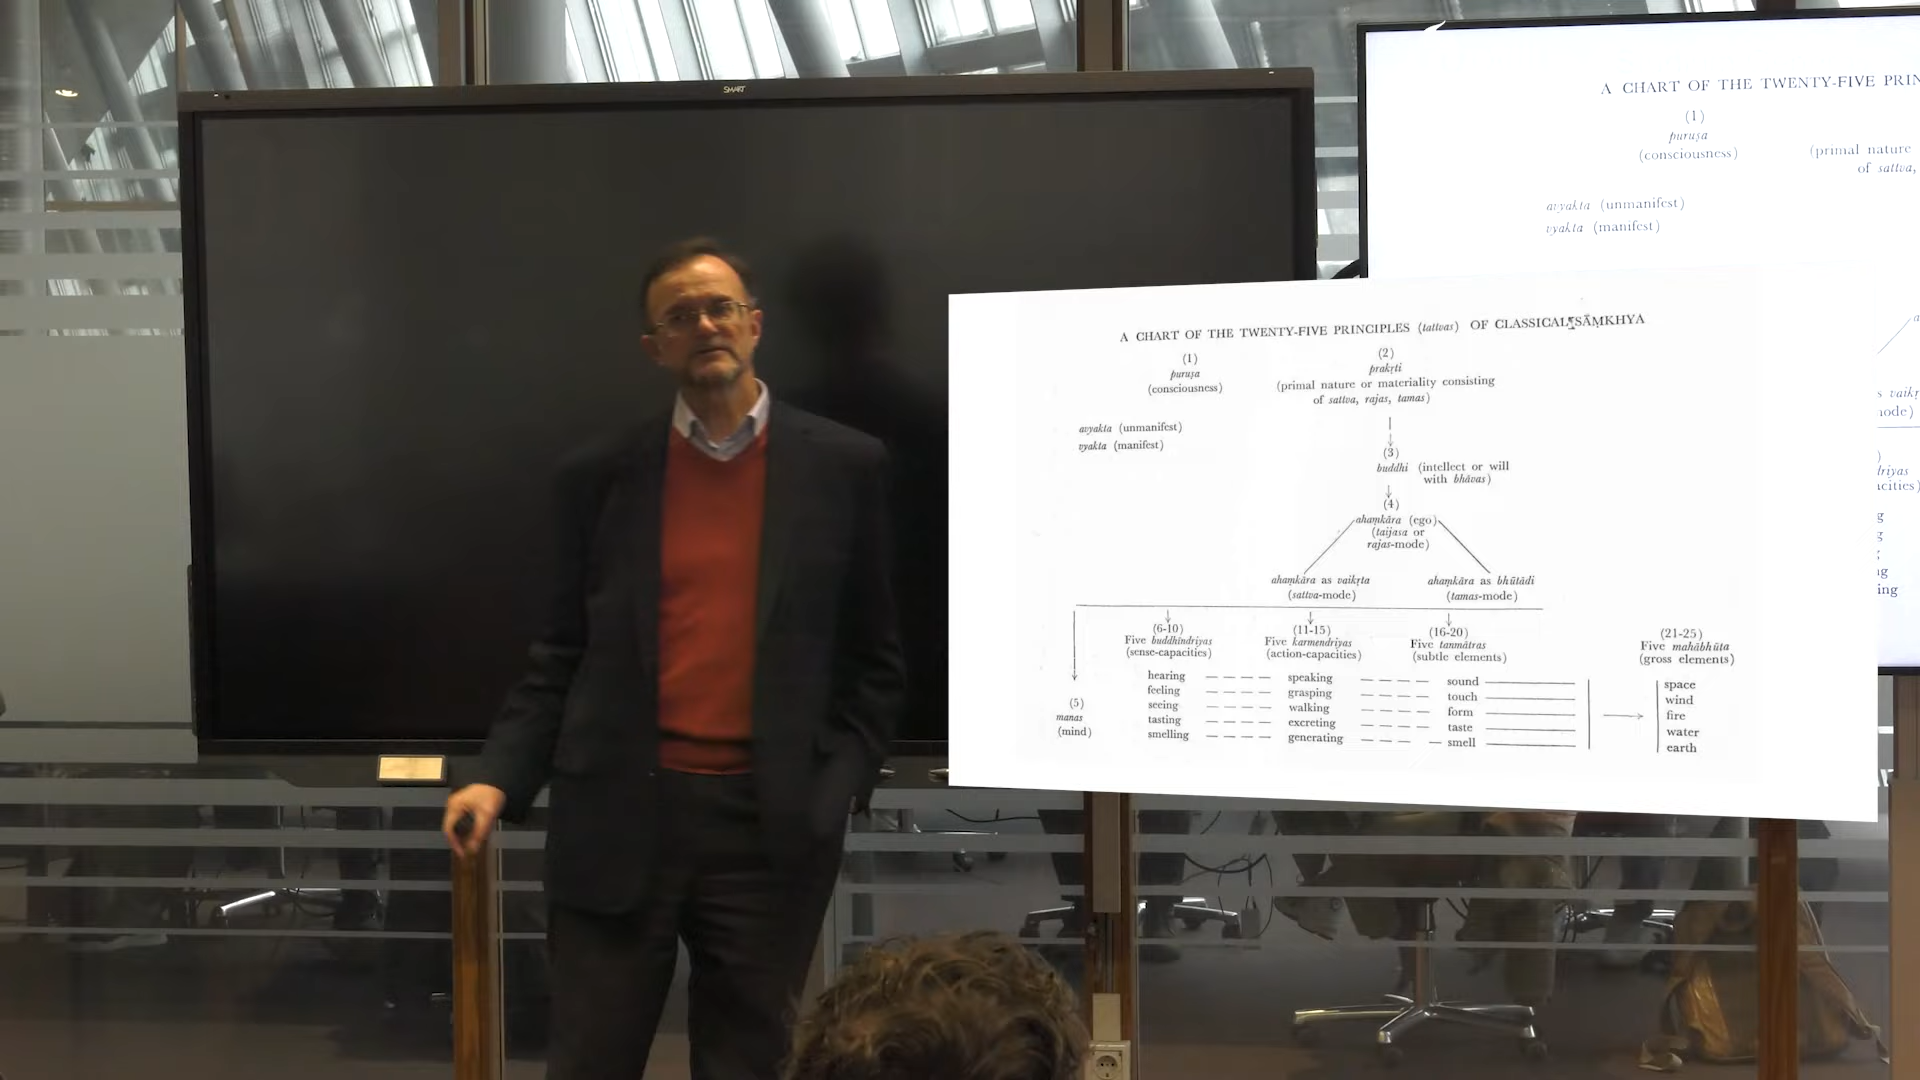 SMART
A CHART OF THE TWENTY-FIVE PRIN
(1)
puruṣa
(consciousness)
(primal nature
of sattva,
avyakta (unmanifest)
vyakta (manifest)
s vaikṛ
node)
)
driyas
acities)
g
g
ng
ing
A CHART OF THE TWENTY-FIVE PRINCIPLES (tattvas) OF CLASSICAL SĀṂKHYA
(1)
puruṣa
(consciousness)
(2)
prakṛti
(primal nature or materiality consisting
of sattva, rajas, tamas)
avyakta (unmanifest)
vyakta (manifest)
(3)
buddhi (intellect or will
with bhāvas)
(4)
ahaṃkāra (ego)
(taijasa or
rajas-mode)
ahaṃkāra as vaikṛta
(sattva-mode)
ahaṃkāra as bhūtādi
(tamas-mode)
(5)
manas
(mind)
(6-10)
Five buddhīndriyas
(sense-capacities)
hearing
feeling
seeing
tasting
smelling
(11-15)
Five karmendriyas
(action-capacities)
speaking
grasping
walking
excreting
generating
(16-20)
Five tanmātras
(subtle elements)
sound
touch
form
taste
smell
(21-25)
Five mahābhūta
(gross elements)
space
wind
fire
water
earth